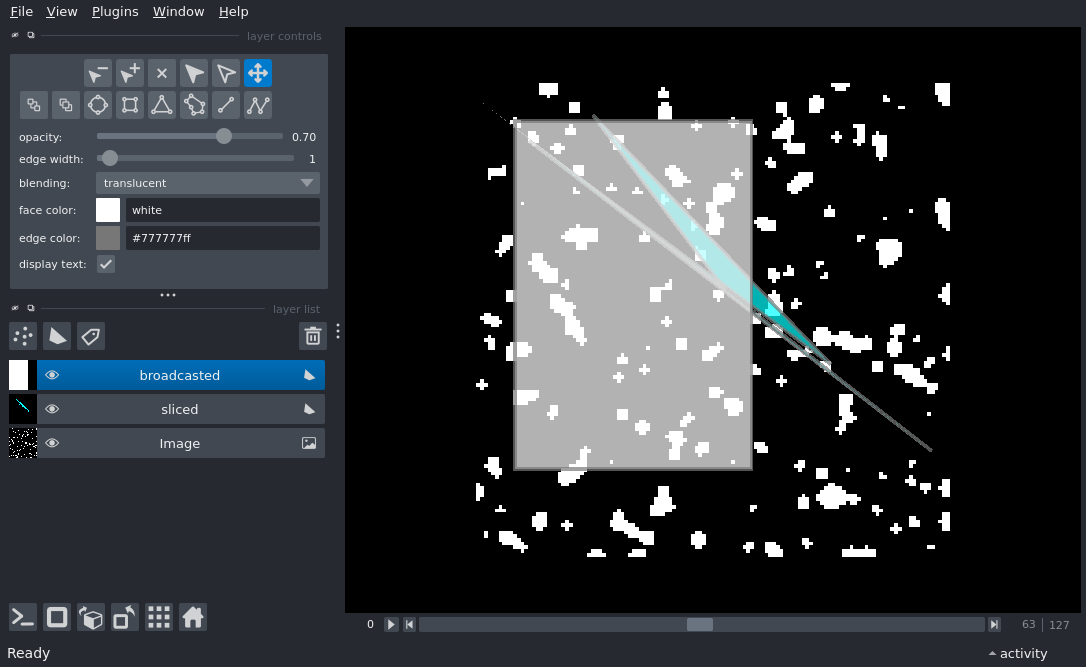 File View Plugins Window Help
layer controls
opacity: 0.70
edge width: 1
blending: translucent
face color: white
edge color: #777777ff
display text:
layer list
broadcasted
sliced
Image
0 63 127
Ready activity